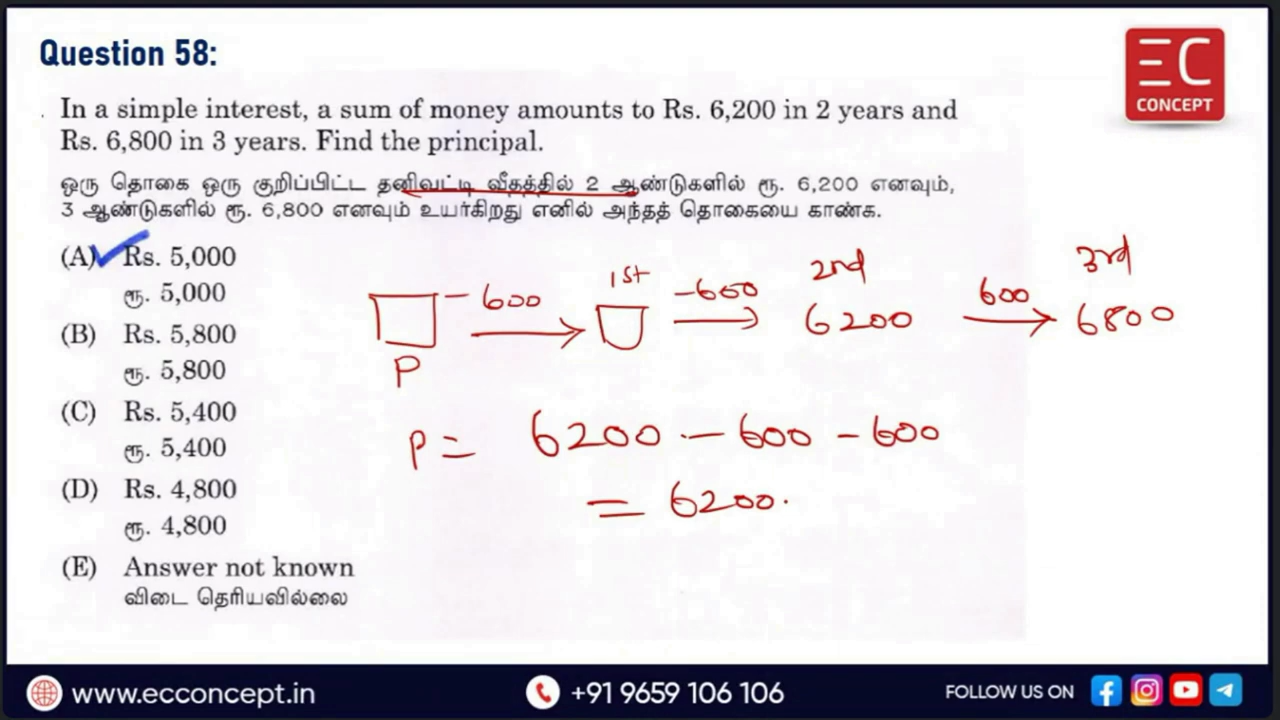 Question 58:
EC
CONCEPT
In a simple interest, a sum of money amounts to Rs. 6,200 in 2 years and
Rs. 6,800 in 3 years. Find the principal.
ஒரு தொகை ஒரு குறிப்பிட்ட தனிவட்டி வீதத்தில் 2 ஆண்டுகளில் ரூ. 6,200 எனவும்,
3 ஆண்டுகளில் ரூ. 6,800 எனவும் உயர்கிறது எனில் அந்தத் தொகையை காண்க.
(A) Rs. 5,000
ரூ. 5,000
(B) Rs. 5,800
ரூ. 5,800
(C) Rs. 5,400
ரூ. 5,400
(D) Rs. 4,800
ரூ. 4,800
(E) Answer not known
விடை தெரியவில்லை
1st 2nd 3rd
- 600 - 600 6200 600 6800
P
P = 6200 - 600 - 600
= 6200.
www.ecconcept.in +91 9659 106 106 FOLLOW US ON